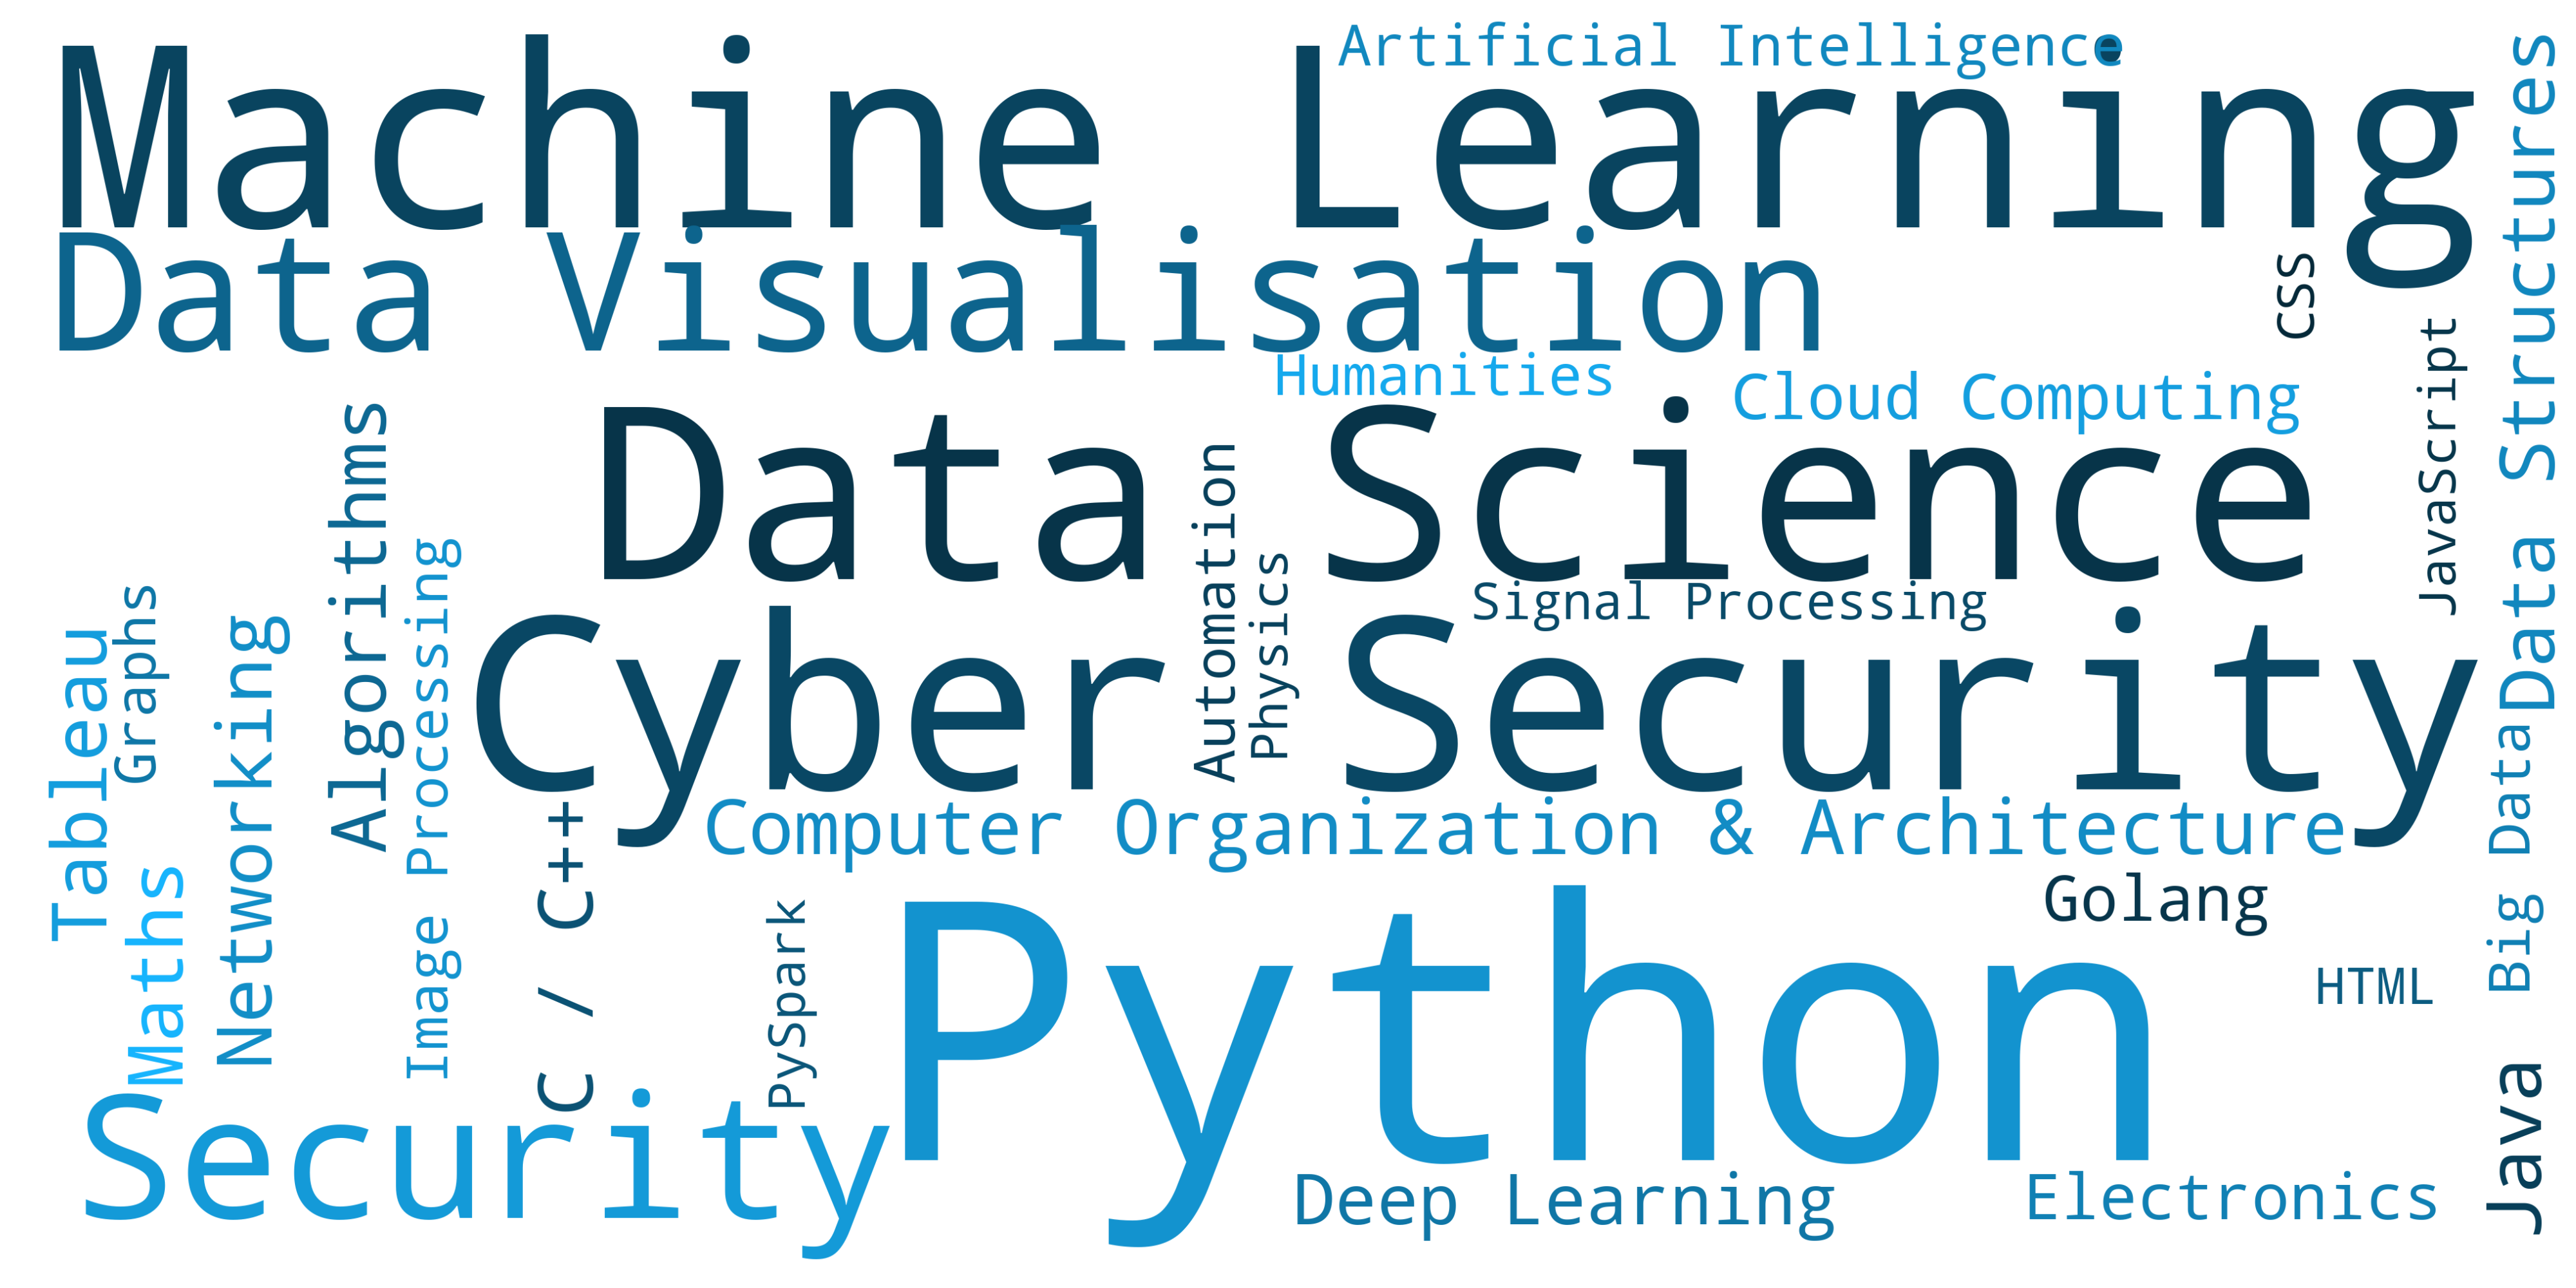 Artificial Intelligence
Machine Learning
Data Structures
Data Visualisation
CSS
JavaScript
Humanities
Cloud Computing
Data Science
Algorithms
Automation
Physics
Image Processing
Signal Processing
Graphs
Tableau
Networking
Cyber Security
Big Data
C / C++
Computer Organization & Architecture
Maths
PySpark
Python
Golang
HTML
Java
Security
Deep Learning
Electronics